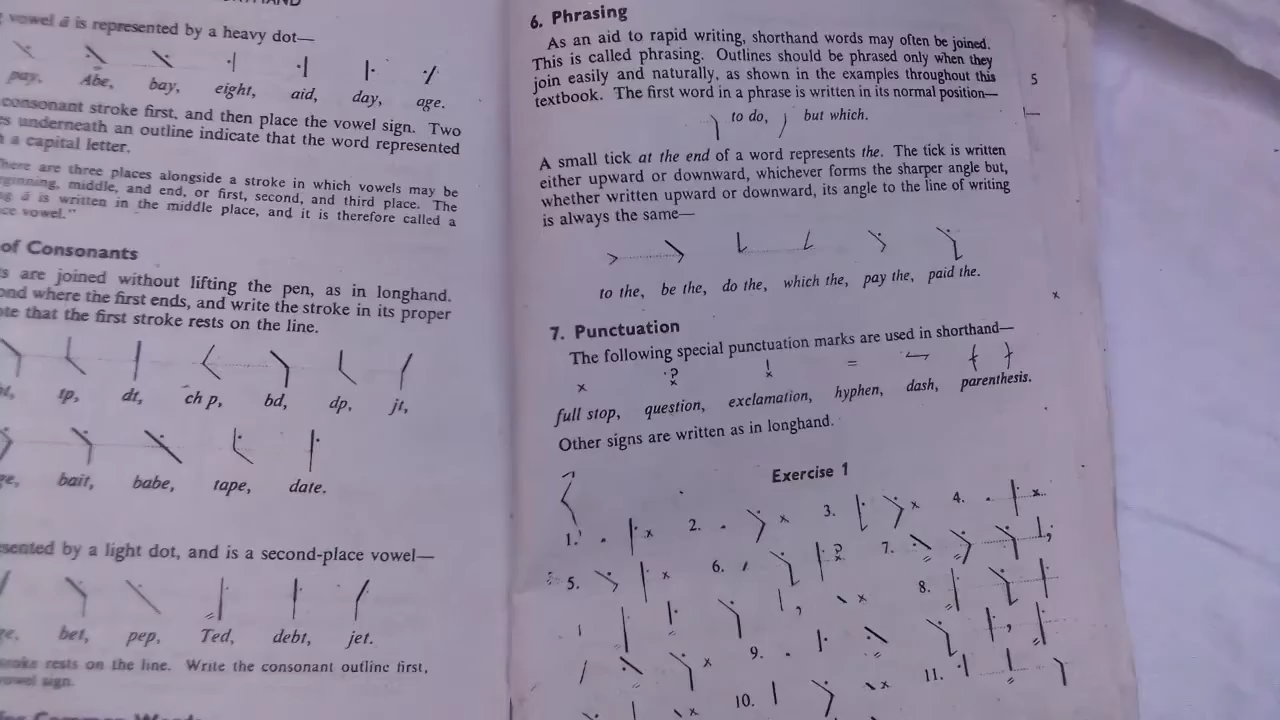 vowel ā is represented by a heavy dot—
pay, Abe, bay, eight, aid, day, age.
consonant stroke first, and then place the vowel sign. Two
underneath an outline indicate that the word represented
a capital letter.
here are three places alongside a stroke in which vowels may be
middle, and end, or first, second, and third place. The
ā is written in the middle place, and it is therefore called a
vowel."
of Consonants
are joined without lifting the pen, as in longhand.
where the first ends, and write the stroke in its proper
that the first stroke rests on the line.
tp, dt, ch p, bd, dp, jt,
bait, babe, tape, date.
by a light dot, and is a second-place vowel—
bet, pep, Ted, debt, jet.
rests on the line. Write the consonant outline first,
vowel sign.
6. Phrasing
As an aid to rapid writing, shorthand words may often be joined.
This is called phrasing. Outlines should be phrased only when they
join easily and naturally, as shown in the examples throughout this
textbook. The first word in a phrase is written in its normal position—
to do, but which.
A small tick at the end of a word represents the. The tick is written
either upward or downward, whichever forms the sharper angle but,
whether written upward or downward, its angle to the line of writing
is always the same—
to the, be the, do the, which the, pay the, paid the.
7. Punctuation
The following special punctuation marks are used in shorthand—
full stop, question, exclamation, hyphen, dash, parenthesis.
Other signs are written as in longhand.
Exercise 1
1. 2. 3. 4.
5. 6. 7.
8.
9.
10. 11.
5